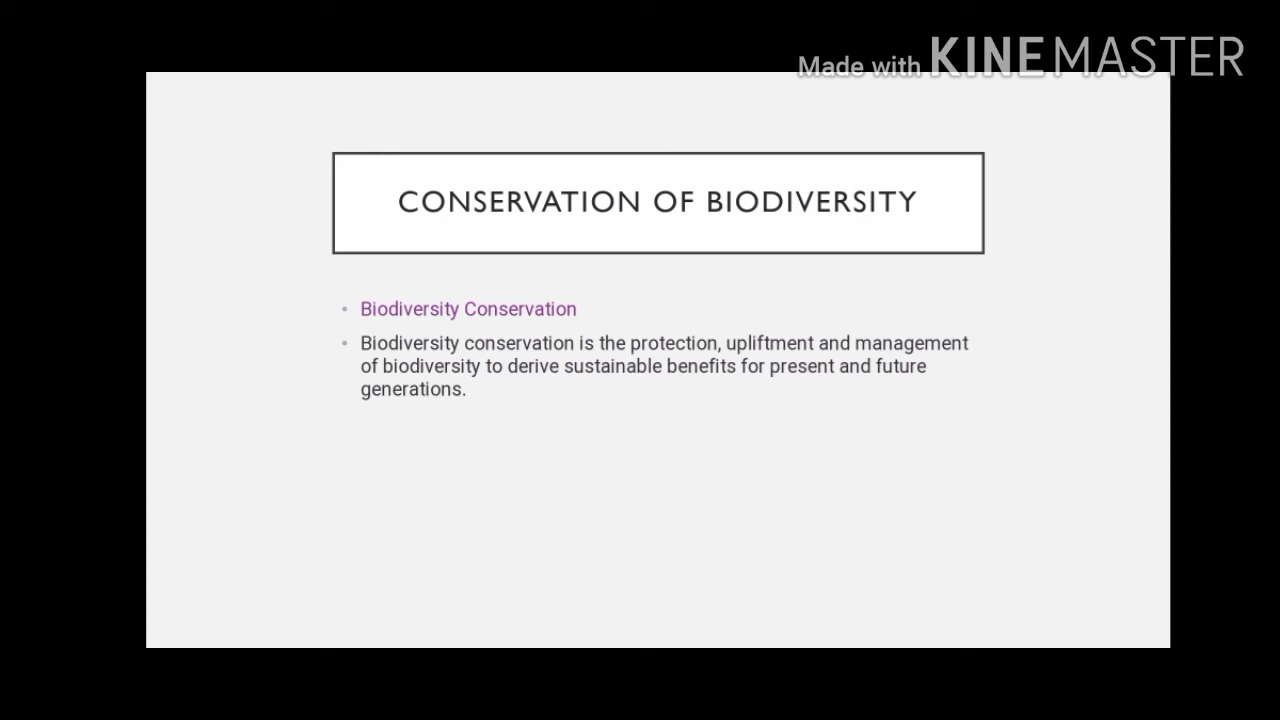 Made with KINEMASTER
CONSERVATION OF BIODIVERSITY
• Biodiversity Conservation
• Biodiversity conservation is the protection, upliftment and management
of biodiversity to derive sustainable benefits for present and future
generations.